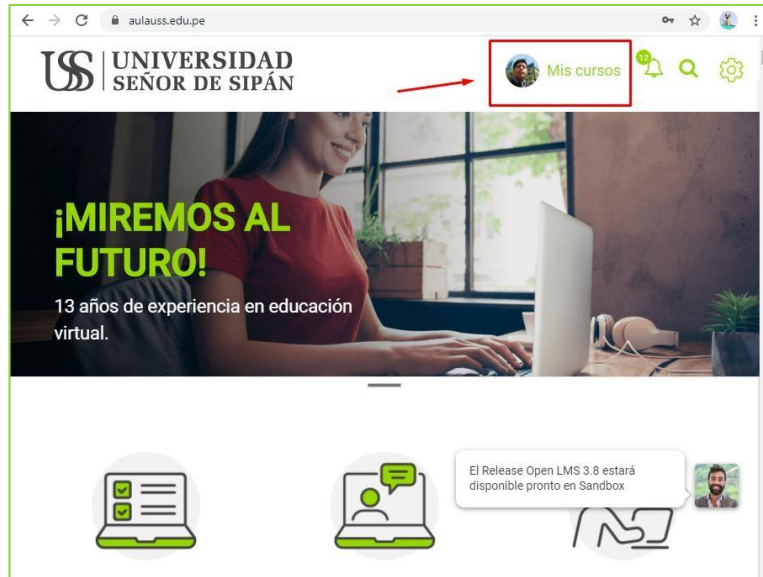 aulauss.edu.pe
USS
UNIVERSIDAD
SEÑOR DE SIPÁN
Mis cursos
12
¡MIREMOS AL
FUTURO!
13 años de experiencia en educación
virtual.
El Release Open LMS 3.8 estará
disponible pronto en Sandbox